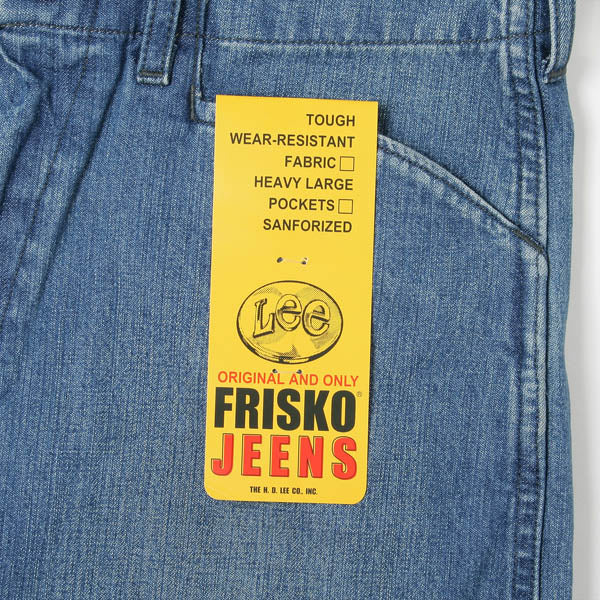 TOUGH
WEAR-RESISTANT
FABRIC
HEAVY LARGE
POCKETS
SANFORIZED
Lee
ORIGINAL AND ONLY
FRISKO®
JEENS
THE H. D. LEE CO., INC.